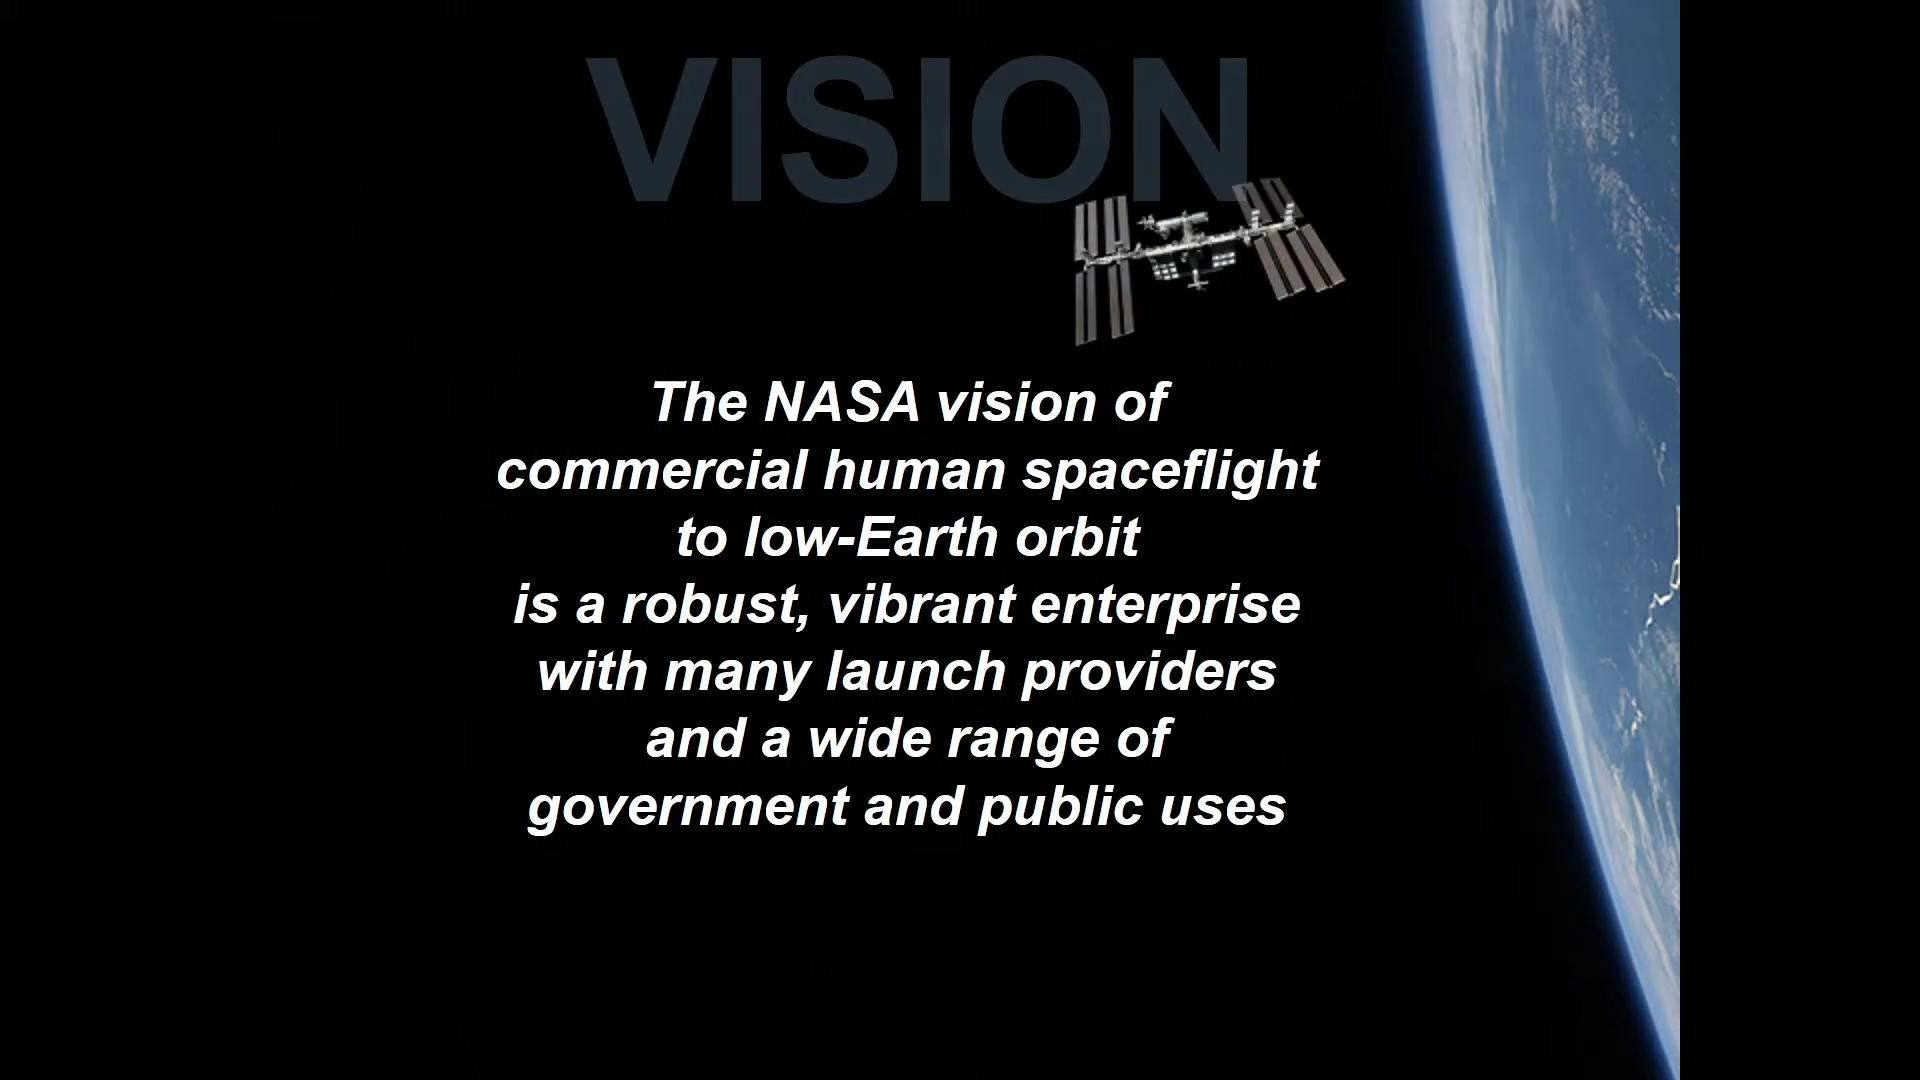 VISION
The NASA vision of
commercial human spaceflight
to low-Earth orbit
is a robust, vibrant enterprise
with many launch providers
and a wide range of
government and public uses